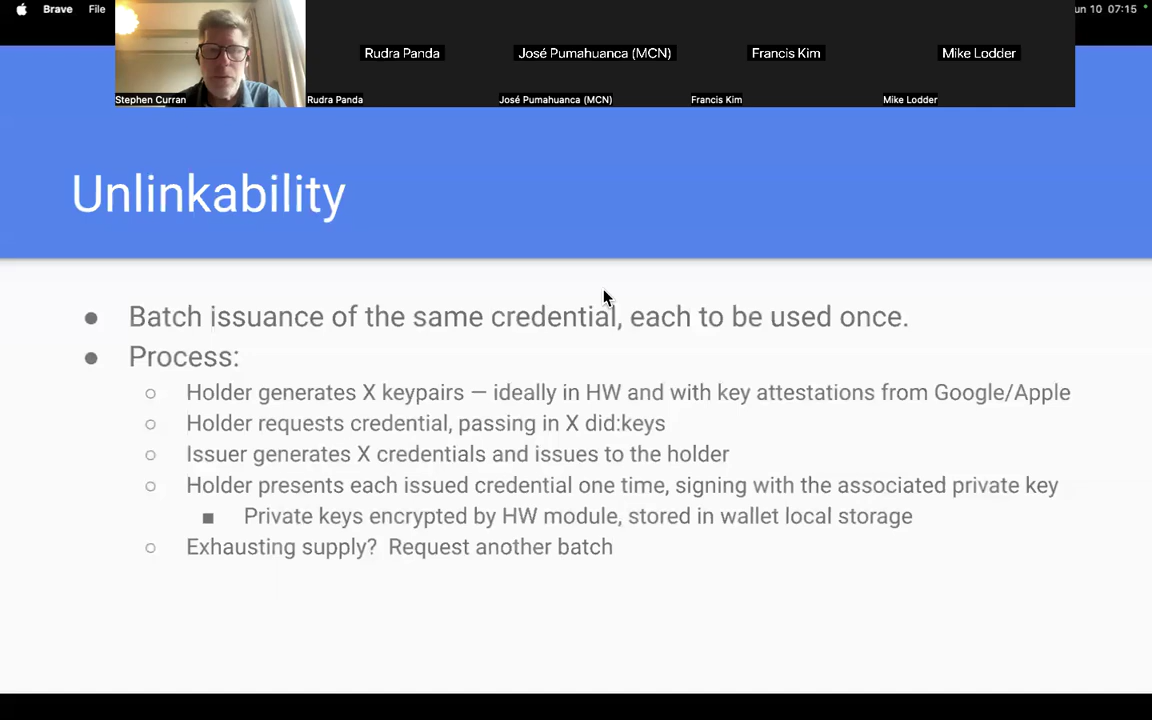 Brave File
un 10 07:15
Rudra Panda
José Pumahuanca (MCN)
Francis Kim
Mike Lodder
Stephen Curran
Rudra Panda
José Pumahuanca (MCN)
Francis Kim
Mike Lodder
Unlinkability
Batch issuance of the same credential, each to be used once.
Process:
Holder generates X keypairs — ideally in HW and with key attestations from Google/Apple
Holder requests credential, passing in X did:keys
Issuer generates X credentials and issues to the holder
Holder presents each issued credential one time, signing with the associated private key
Private keys encrypted by HW module, stored in wallet local storage
Exhausting supply? Request another batch